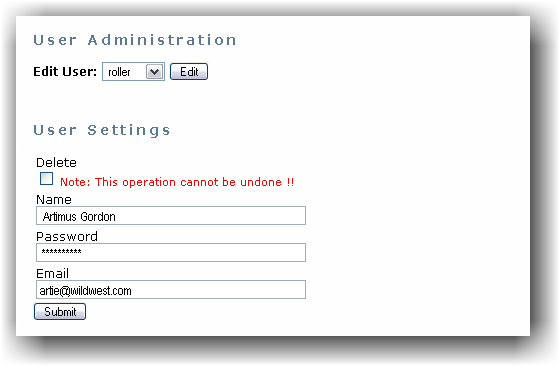 User Administration
Edit User: roller Edit
User Settings
Delete
Note: This operation cannot be undone !!
Name
Artimus Gordon
Password
**********
Email
artie@wildwest.com
Submit